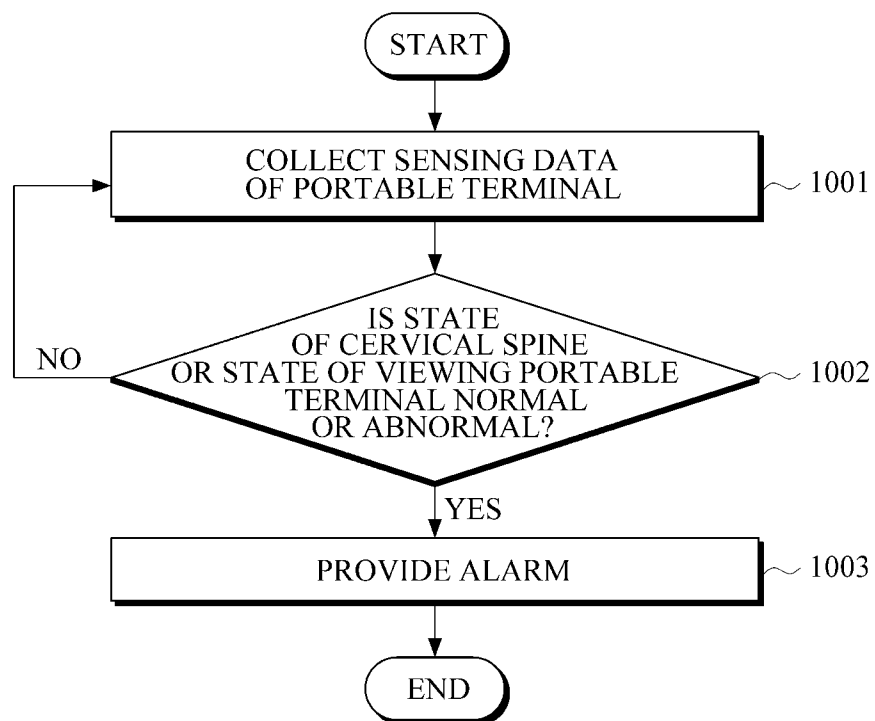 START
COLLECT SENSING DATA
OF PORTABLE TERMINAL
1001
IS STATE
OF CERVICAL SPINE
OR STATE OF VIEWING PORTABLE
TERMINAL NORMAL
OR ABNORMAL?
1002
NO
YES
PROVIDE ALARM
1003
END